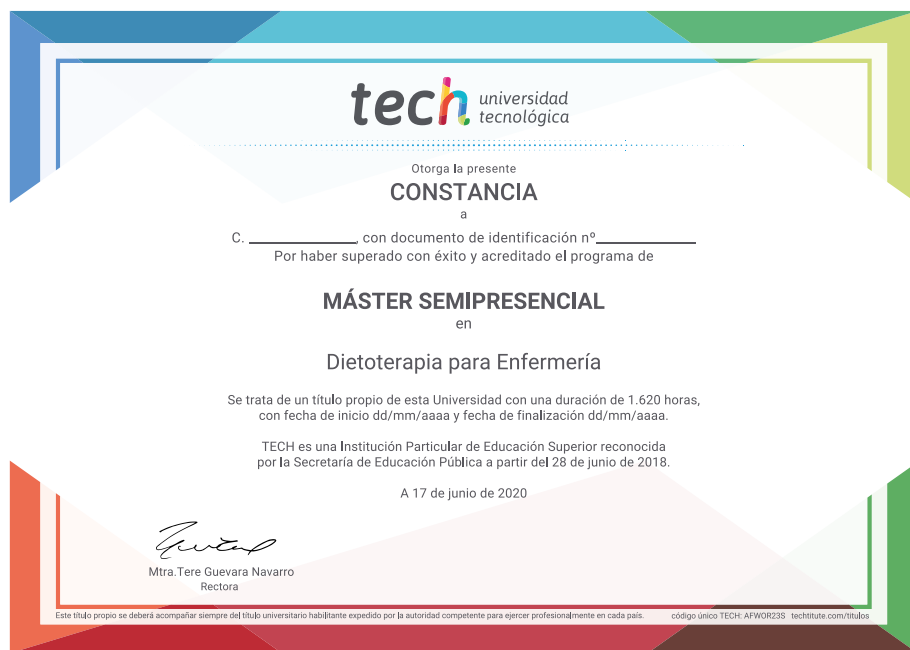 tech universidad
tecnológica
Otorga la presente
CONSTANCIA
a
C. ____________, con documento de identificación nº____________
Por haber superado con éxito y acreditado el programa de
MÁSTER SEMIPRESENCIAL
en
Dietoterapia para Enfermería
Se trata de un título propio de esta Universidad con una duración de 1.620 horas,
con fecha de inicio dd/mm/aaaa y fecha de finalización dd/mm/aaaa.
TECH es una Institución Particular de Educación Superior reconocida
por la Secretaría de Educación Pública a partir del 28 de junio de 2018.
A 17 de junio de 2020
Mtra.Tere Guevara Navarro
Rectora
Este título propio se deberá acompañar siempre del título universitario habilitante expedido por la autoridad competente para ejercer profesionalmente en cada país. código único TECH: AFWOR23S techtitute.com/titulos